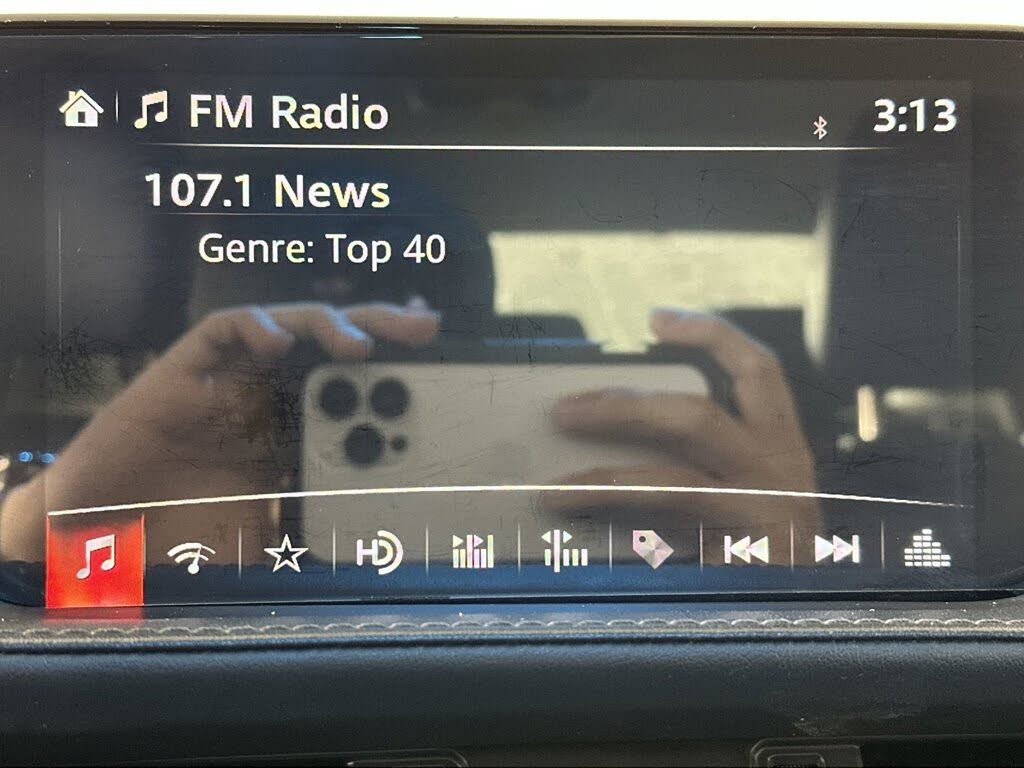 FM Radio
3:13
107.1 News
Genre: Top 40
HD